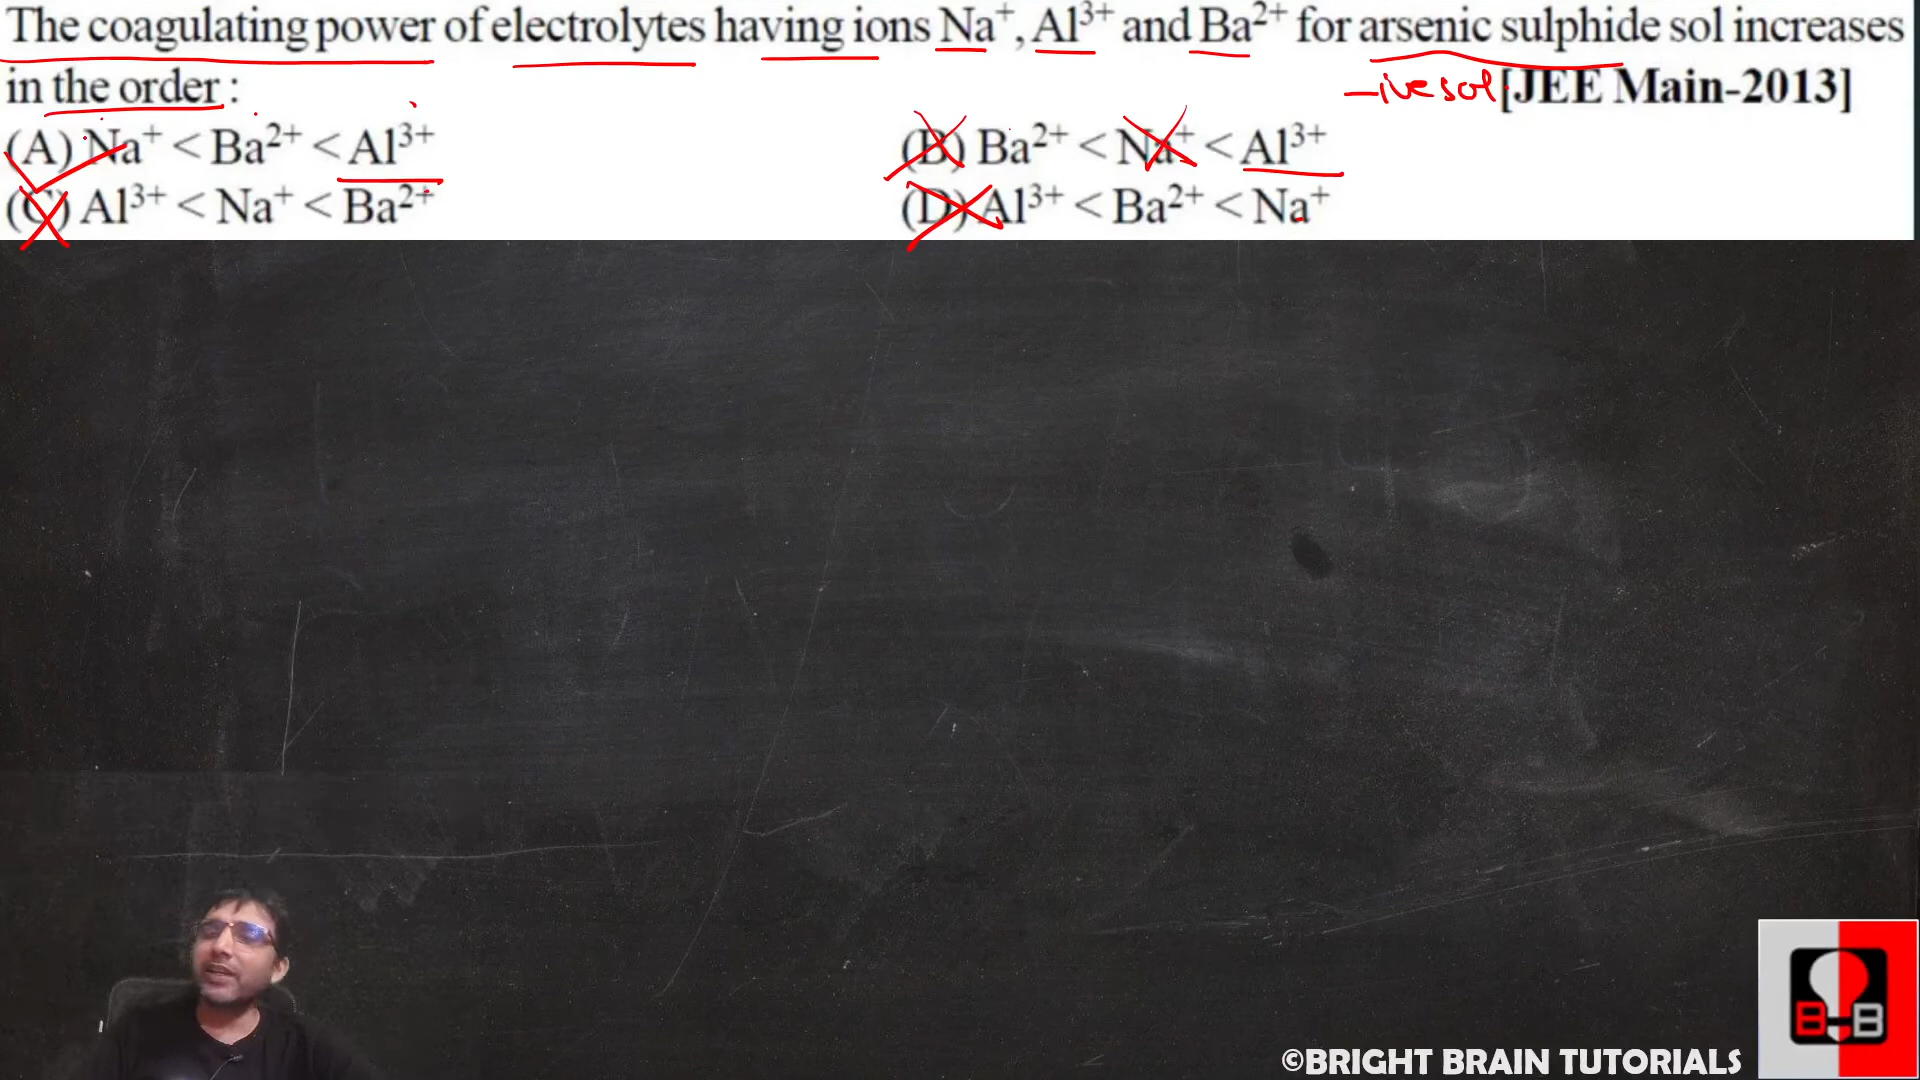 The coagulating power of electrolytes having ions Na⁺, Al³⁺ and Ba²⁺ for arsenic sulphide sol increases
in the order :
–ive sol [JEE Main-2013]
(A) Na⁺ < Ba²⁺ < Al³⁺
(B) Ba²⁺ < Na⁺ < Al³⁺
(C) Al³⁺ < Na⁺ < Ba²⁺
(D) Al³⁺ < Ba²⁺ < Na⁺
B B
©BRIGHT BRAIN TUTORIALS